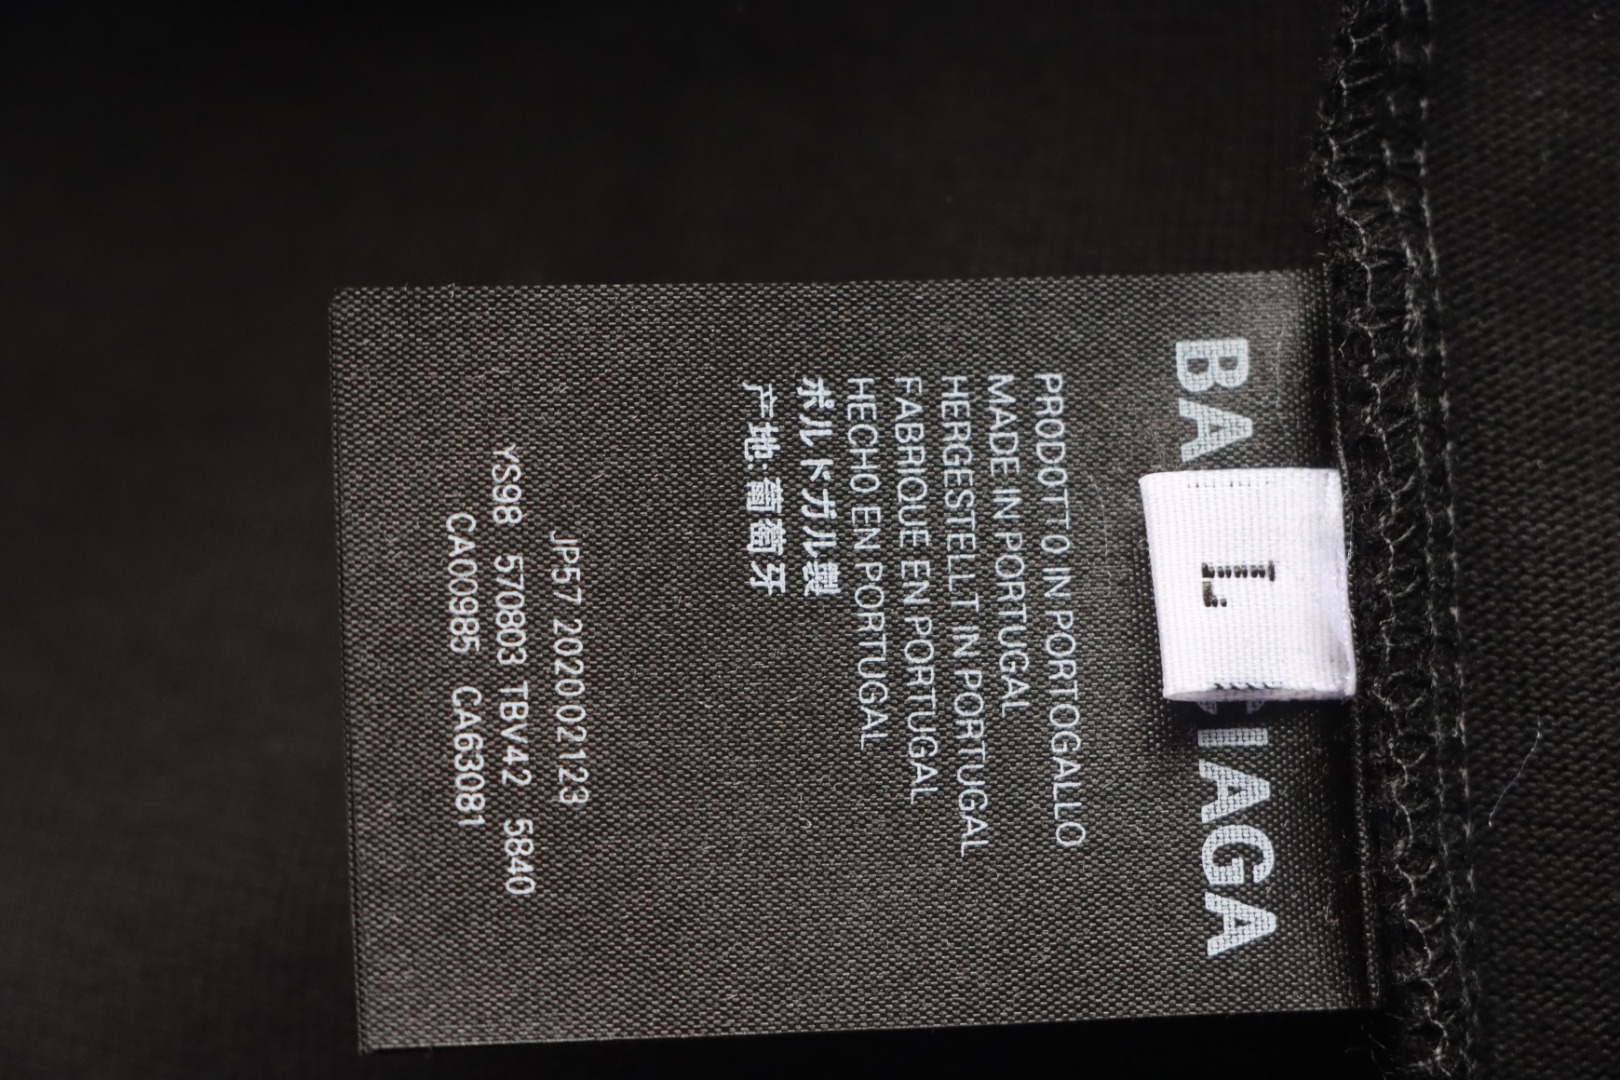 BA IAGA
L
PRODOTTO IN PORTOGALLO
MADE IN PORTUGAL
HERGESTELLT IN PORTUGAL
FABRIQUE EN PORTUGAL
HECHO EN PORTUGAL
ポルトガル製
产地:葡萄牙
JP57 2020 02123
YS98 570803 TBV42 5840
CA00985 CA63081